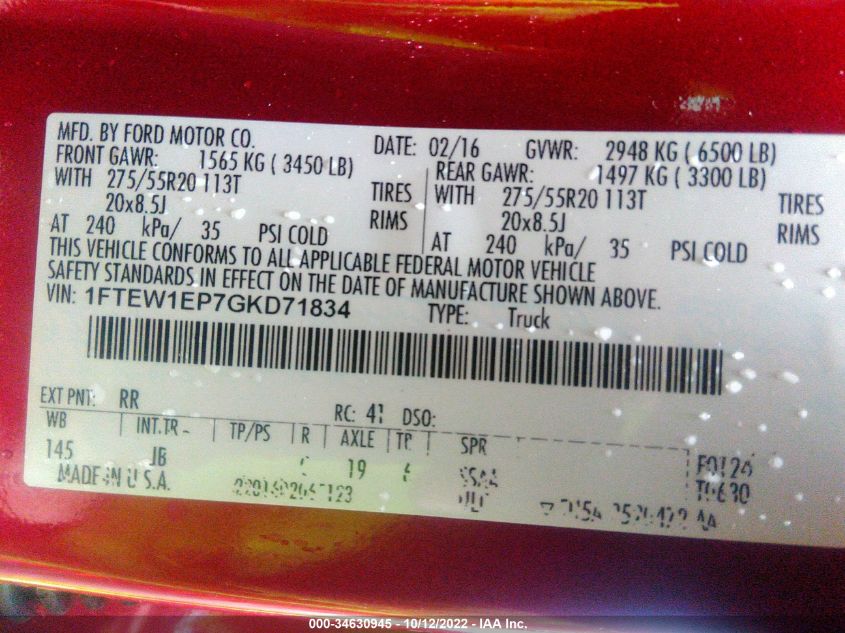 MFD. BY FORD MOTOR CO. DATE: 02/16 GVWR: 2948 KG ( 6500 LB)
FRONT GAWR: 1565 KG ( 3450 LB) REAR GAWR: 1497 KG ( 3300 LB)
WITH 275/55R20 113T TIRES WITH 275/55R20 113T TIRES
20x8.5J RIMS 20x8.5J RIMS
AT 240 kPa/ 35 PSI COLD AT 240 kPa/ 35 PSI COLD
THIS VEHICLE CONFORMS TO ALL APPLICABLE FEDERAL MOTOR VEHICLE
SAFETY STANDARDS IN EFFECT ON THE DATE OF MANUFACTURE SHOWN ABOVE.
VIN: 1FTEW1EP7GKD71834 TYPE: Truck
EXT PNT: RR RC: 41 DSO:
WB INT.TR TP/PS R AXLE TR SPR
145 JB 19 6
MADE IN U.S.A.
000-34630945 - 10/12/2022 - IAA Inc.